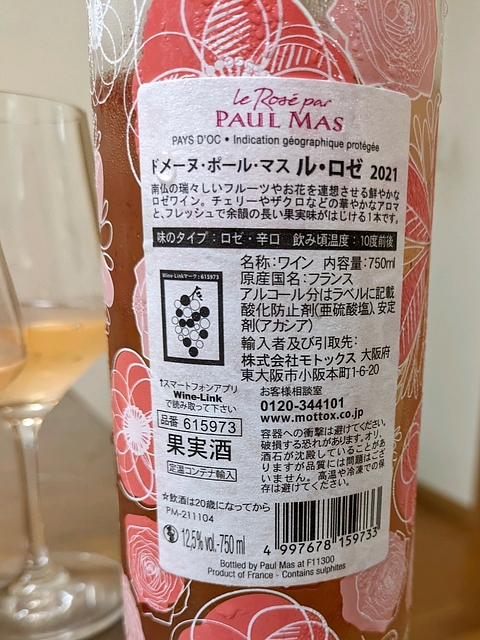 le Rosé par
PAUL MAS
PAYS D'OC • Indication géographique protégée
ドメーヌ・ポール・マス ル・ロゼ 2021
南仏の瑞々しいフルーツやお花を連想させる鮮やかな
ロゼワイン。チェリーやザクロなどの華やかなアロマ
と、フレッシュで余韻の長い果実味がはじける1本です。
味のタイプ：ロゼ・辛口 飲み頃温度：10度前後
名称：ワイン 内容量：750ml
原産国名：フランス
アルコール分はラベルに記載
酸化防止剤(亜硫酸塩)、安定
剤(アカシア)
輸入者及び引取先：
株式会社モトックス 大阪府
東大阪市小阪本町1-6-20
Wine-Linkマーク：615973
↑スマートフォンアプリ
Wine-Link
で読み取って下さい
品番 615973
果実酒
定温コンテナ輸入
お客様相談室
0120-344101
www.mottox.co.jp
容器への衝撃は避けてください。
破損する恐れがあります。オリ、
酒石が沈殿していることがあ
りますが品質には問題はござ
いません。高温や冷凍での保
存は避けてください。
☆飲酒は20歳になってから
PM-211104
12,5% vol.-750 ml
4 997678 159733
Bottled by Paul Mas at F11300
Product of France - Contains sulphites